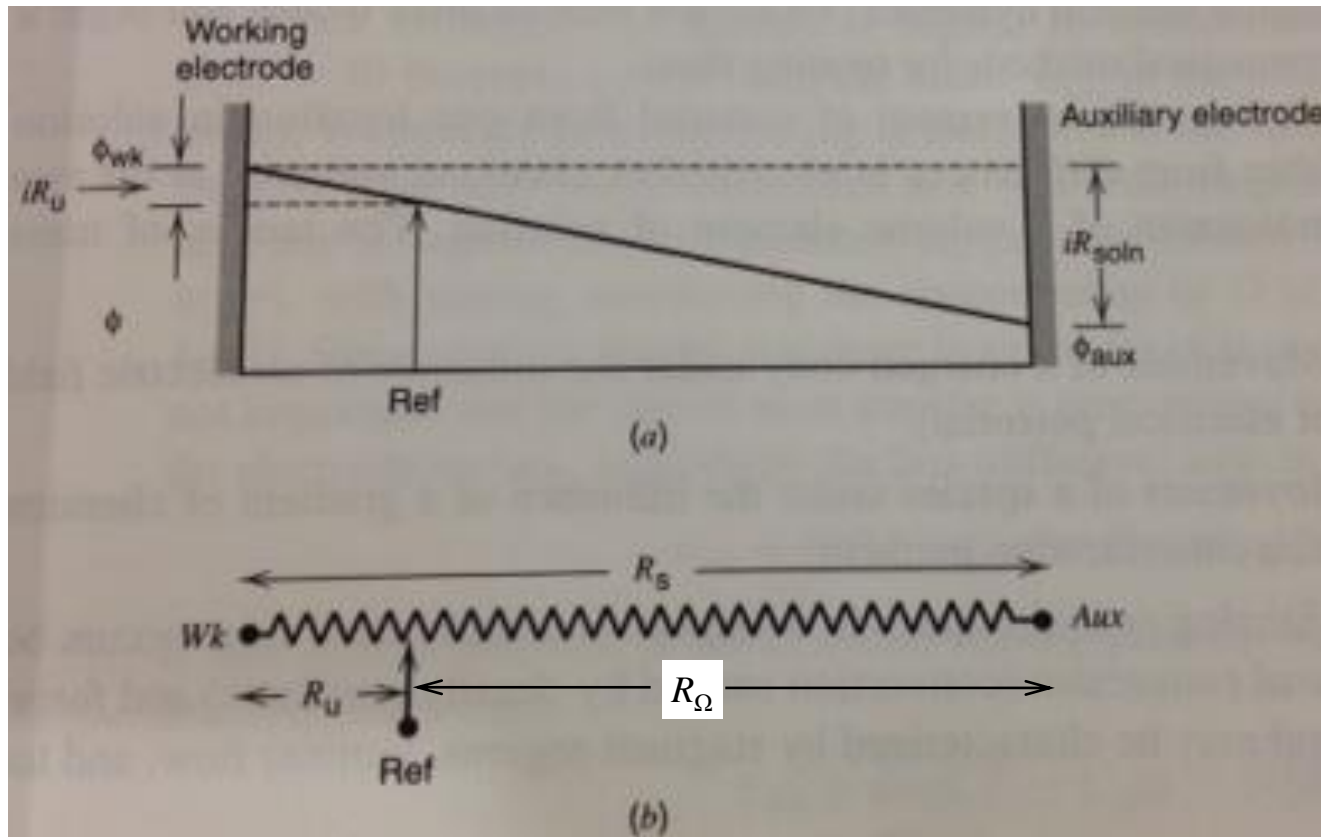 Working
electrode
Auxiliary electrode
ϕwk
iRu
iRsoln
ϕ
ϕaux
Ref
(a)
Rs
Wk
Aux
Ru
RΩ
Ref
(b)